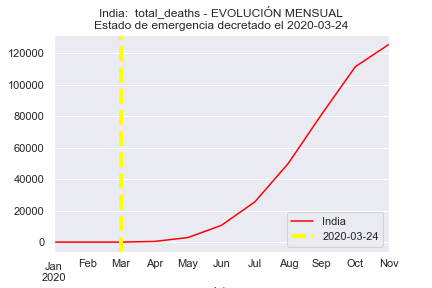 India:  total_deaths - EVOLUCIÓN MENSUAL
Estado de emergencia decretado el 2020-03-24
120000
100000
80000
60000
40000
20000
0
Jan Feb Mar Apr May Jun Jul Aug Sep Oct Nov
2020
India
2020-03-24